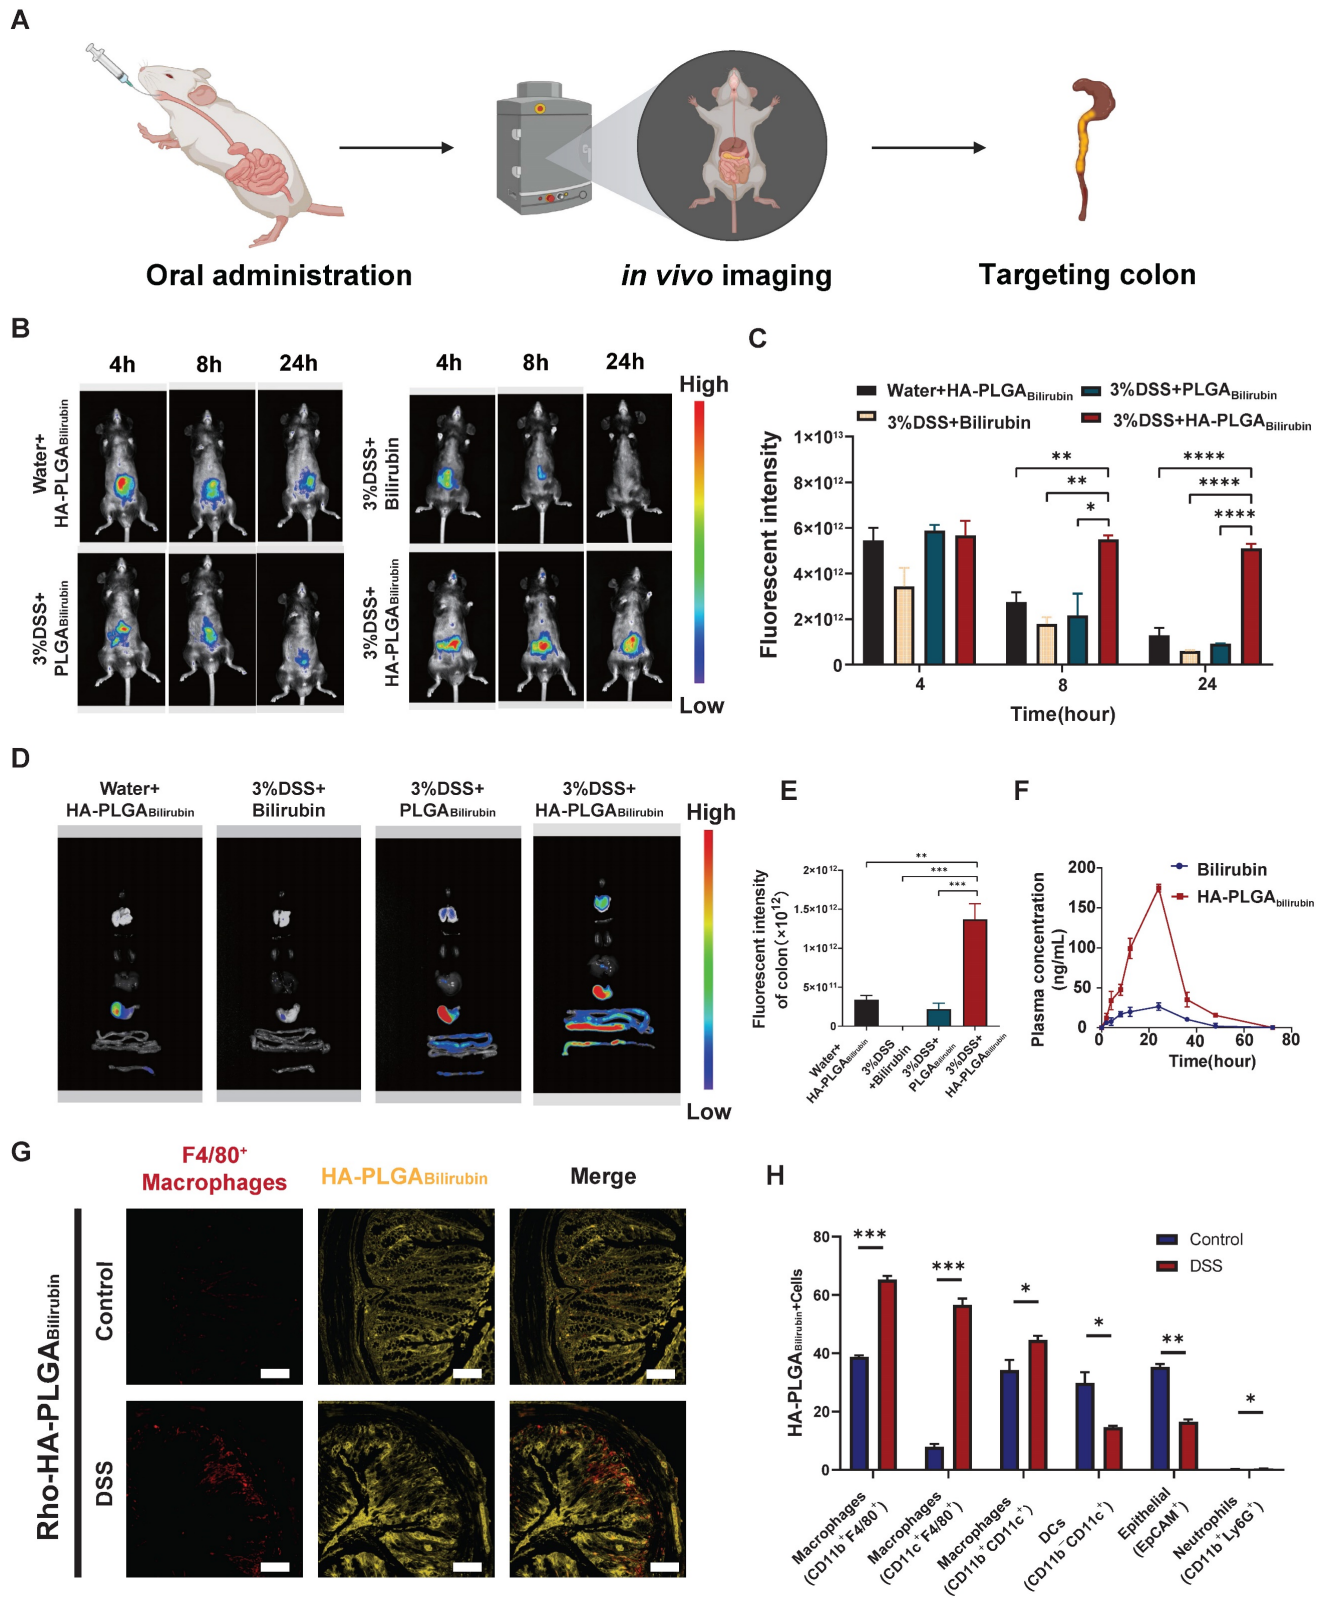 A
Oral administration
in vivo imaging
Targeting colon
B
4h 8h 24h
4h 8h 24h
Water+
HA-PLGABilirubin
3%DSS+
PLGABilirubin
3%DSS+
Bilirubin
3%DSS+
HA-PLGABilirubin
High
Low
C
Water+HA-PLGABilirubin
3%DSS+PLGABilirubin
3%DSS+Bilirubin
3%DSS+HA-PLGABilirubin
Fluorescent intensity
1×10¹³
8×10¹²
6×10¹²
4×10¹²
2×10¹²
0
** ****
** ****
* ****
4 8 24
Time(hour)
D
Water+
HA-PLGABilirubin
3%DSS+
Bilirubin
3%DSS+
PLGABilirubin
3%DSS+
HA-PLGABilirubin
High
Low
E
Fluorescent intensity
of colon(×10¹²)
2×10¹²
1.5×10¹²
1×10¹²
5×10¹¹
0
**
***
***
Water+
HA-PLGABilirubin
3%DSS
+Bilirubin
3%DSS+
PLGABilirubin
3%DSS+
HA-PLGABilirubin
F
Bilirubin
HA-PLGAbilirubin
Plasma concentration
(ng/mL)
200
150
100
50
0
0 20 40 60 80
Time(hour)
G
F4/80⁺
Macrophages
HA-PLGABilirubin
Merge
Rho-HA-PLGABilirubin
Control
DSS
H
HA-PLGABilirubin+Cells
80
60
40
20
0
Control
DSS
*** *** * * ** *
Macrophages
(CD11b⁺F4/80⁺)
Macrophages
(CD11c⁺F4/80⁺)
Macrophages
(CD11b⁺CD11c⁺)
DCs
(CD11b⁻CD11c⁺)
Epithelial
(EpCAM⁺)
Neutrophils
(CD11b⁺Ly6G⁺)